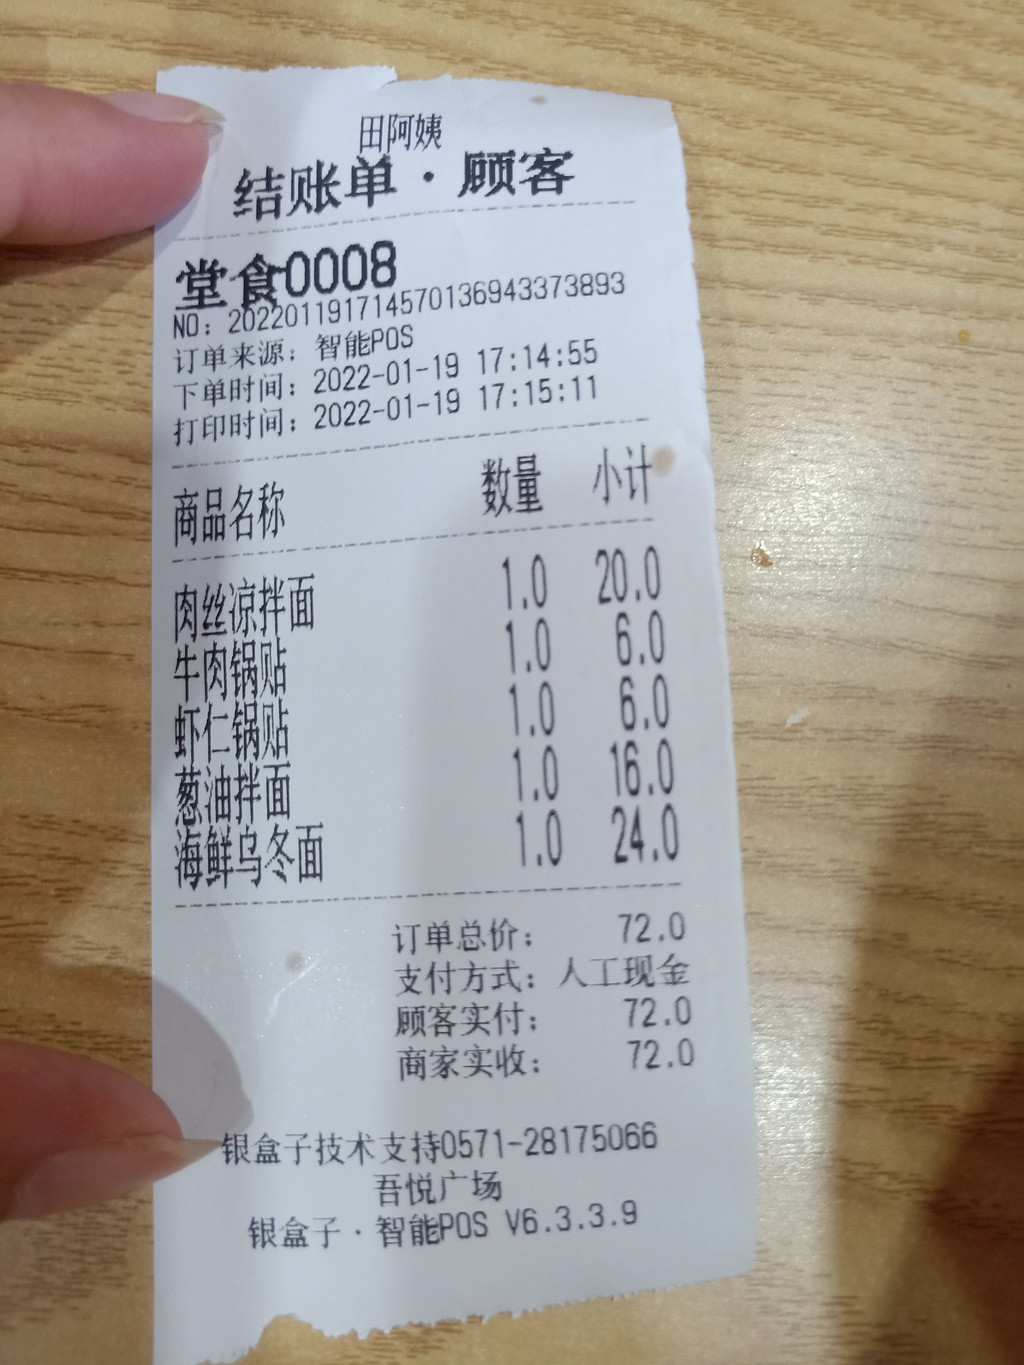 田阿姨
结账单·顾客
堂食0008
NO: 20220119171457013694337​3893
订单来源: 智能POS
下单时间: 2022-01-19 17:14:55
打印时间: 2022-01-19 17:15:11
商品名称 数量 小计
肉丝凉拌面 1.0 20.0
牛肉锅贴 1.0 6.0
虾仁锅贴 1.0 6.0
葱油拌面 1.0 16.0
海鲜乌冬面 1.0 24.0
订单总价: 72.0
支付方式: 人工现金
顾客实付: 72.0
商家实收: 72.0
银盒子技术支持0571-28175066
吾悦广场
银盒子·智能POS V6.3.3.9